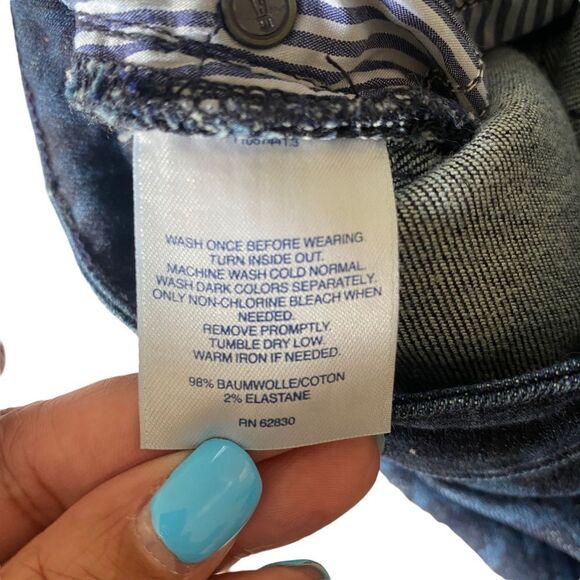 WASH ONCE BEFORE WEARING.
TURN INSIDE OUT.
MACHINE WASH COLD NORMAL.
WASH DARK COLORS SEPARATELY.
ONLY NON-CHLORINE BLEACH WHEN
NEEDED.
REMOVE PROMPTLY.
TUMBLE DRY LOW.
WARM IRON IF NEEDED.
98% BAUMWOLLE/COTTON
2% ELASTANE
RN 62830